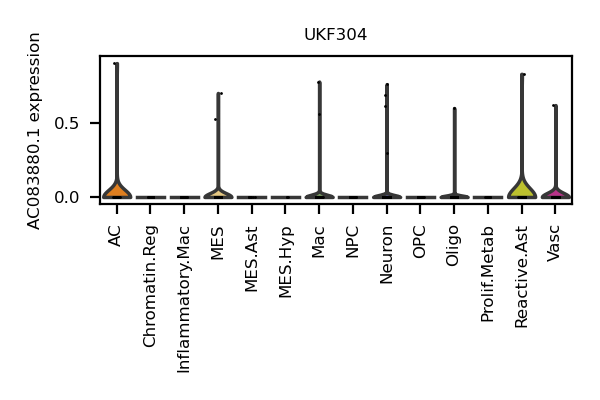 UKF304
AC083880.1 expression
0.5
0.0
AC
Chromatin.Reg
Inflammatory.Mac
MES
MES.Ast
MES.Hyp
Mac
NPC
Neuron
OPC
Oligo
Prolif.Metab
Reactive.Ast
Vasc